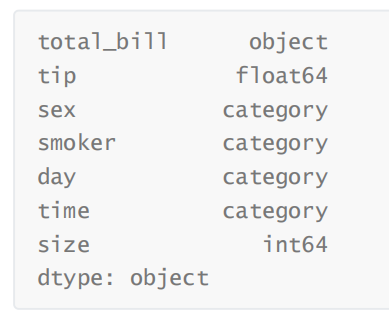 total_bill object
tip float64
sex category
smoker category
day category
time category
size int64
dtype: object